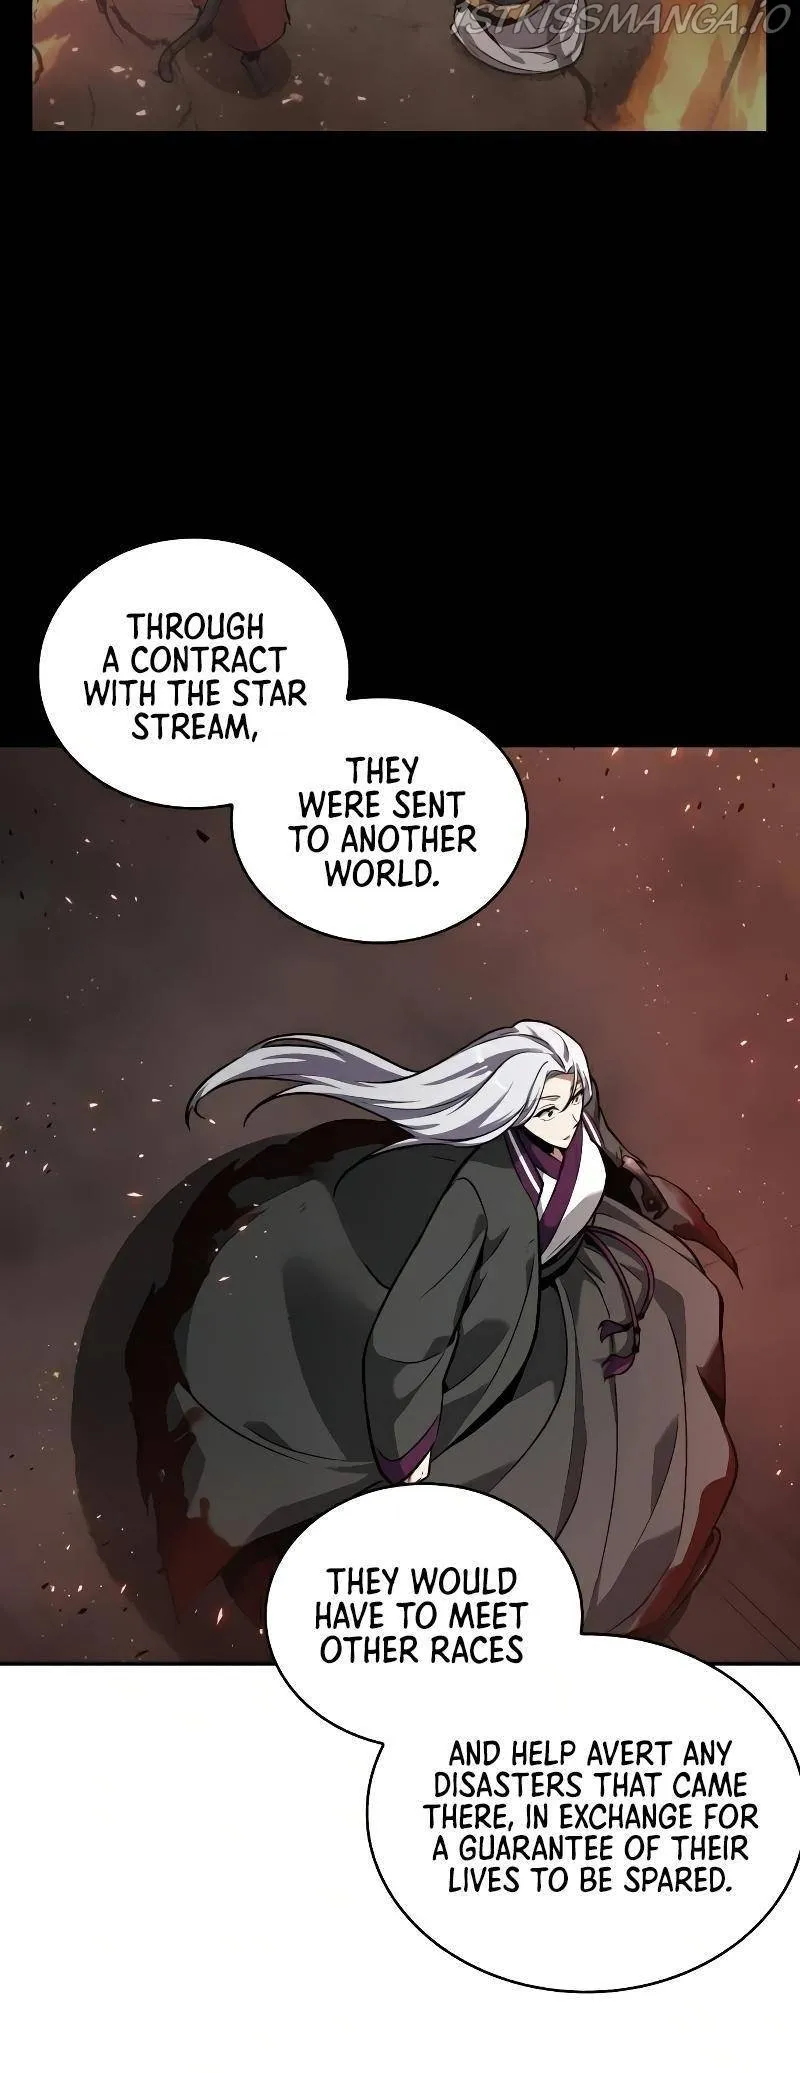 1STKISSMANGA.IO
THROUGH
A CONTRACT
WITH THE STAR
STREAM,
THEY
WERE SENT
TO ANOTHER
WORLD.
THEY WOULD
HAVE TO MEET
OTHER RACES
AND HELP AVERT ANY
DISASTERS THAT CAME
THERE, IN EXCHANGE FOR
A GUARANTEE OF THEIR
LIVES TO BE SPARED.